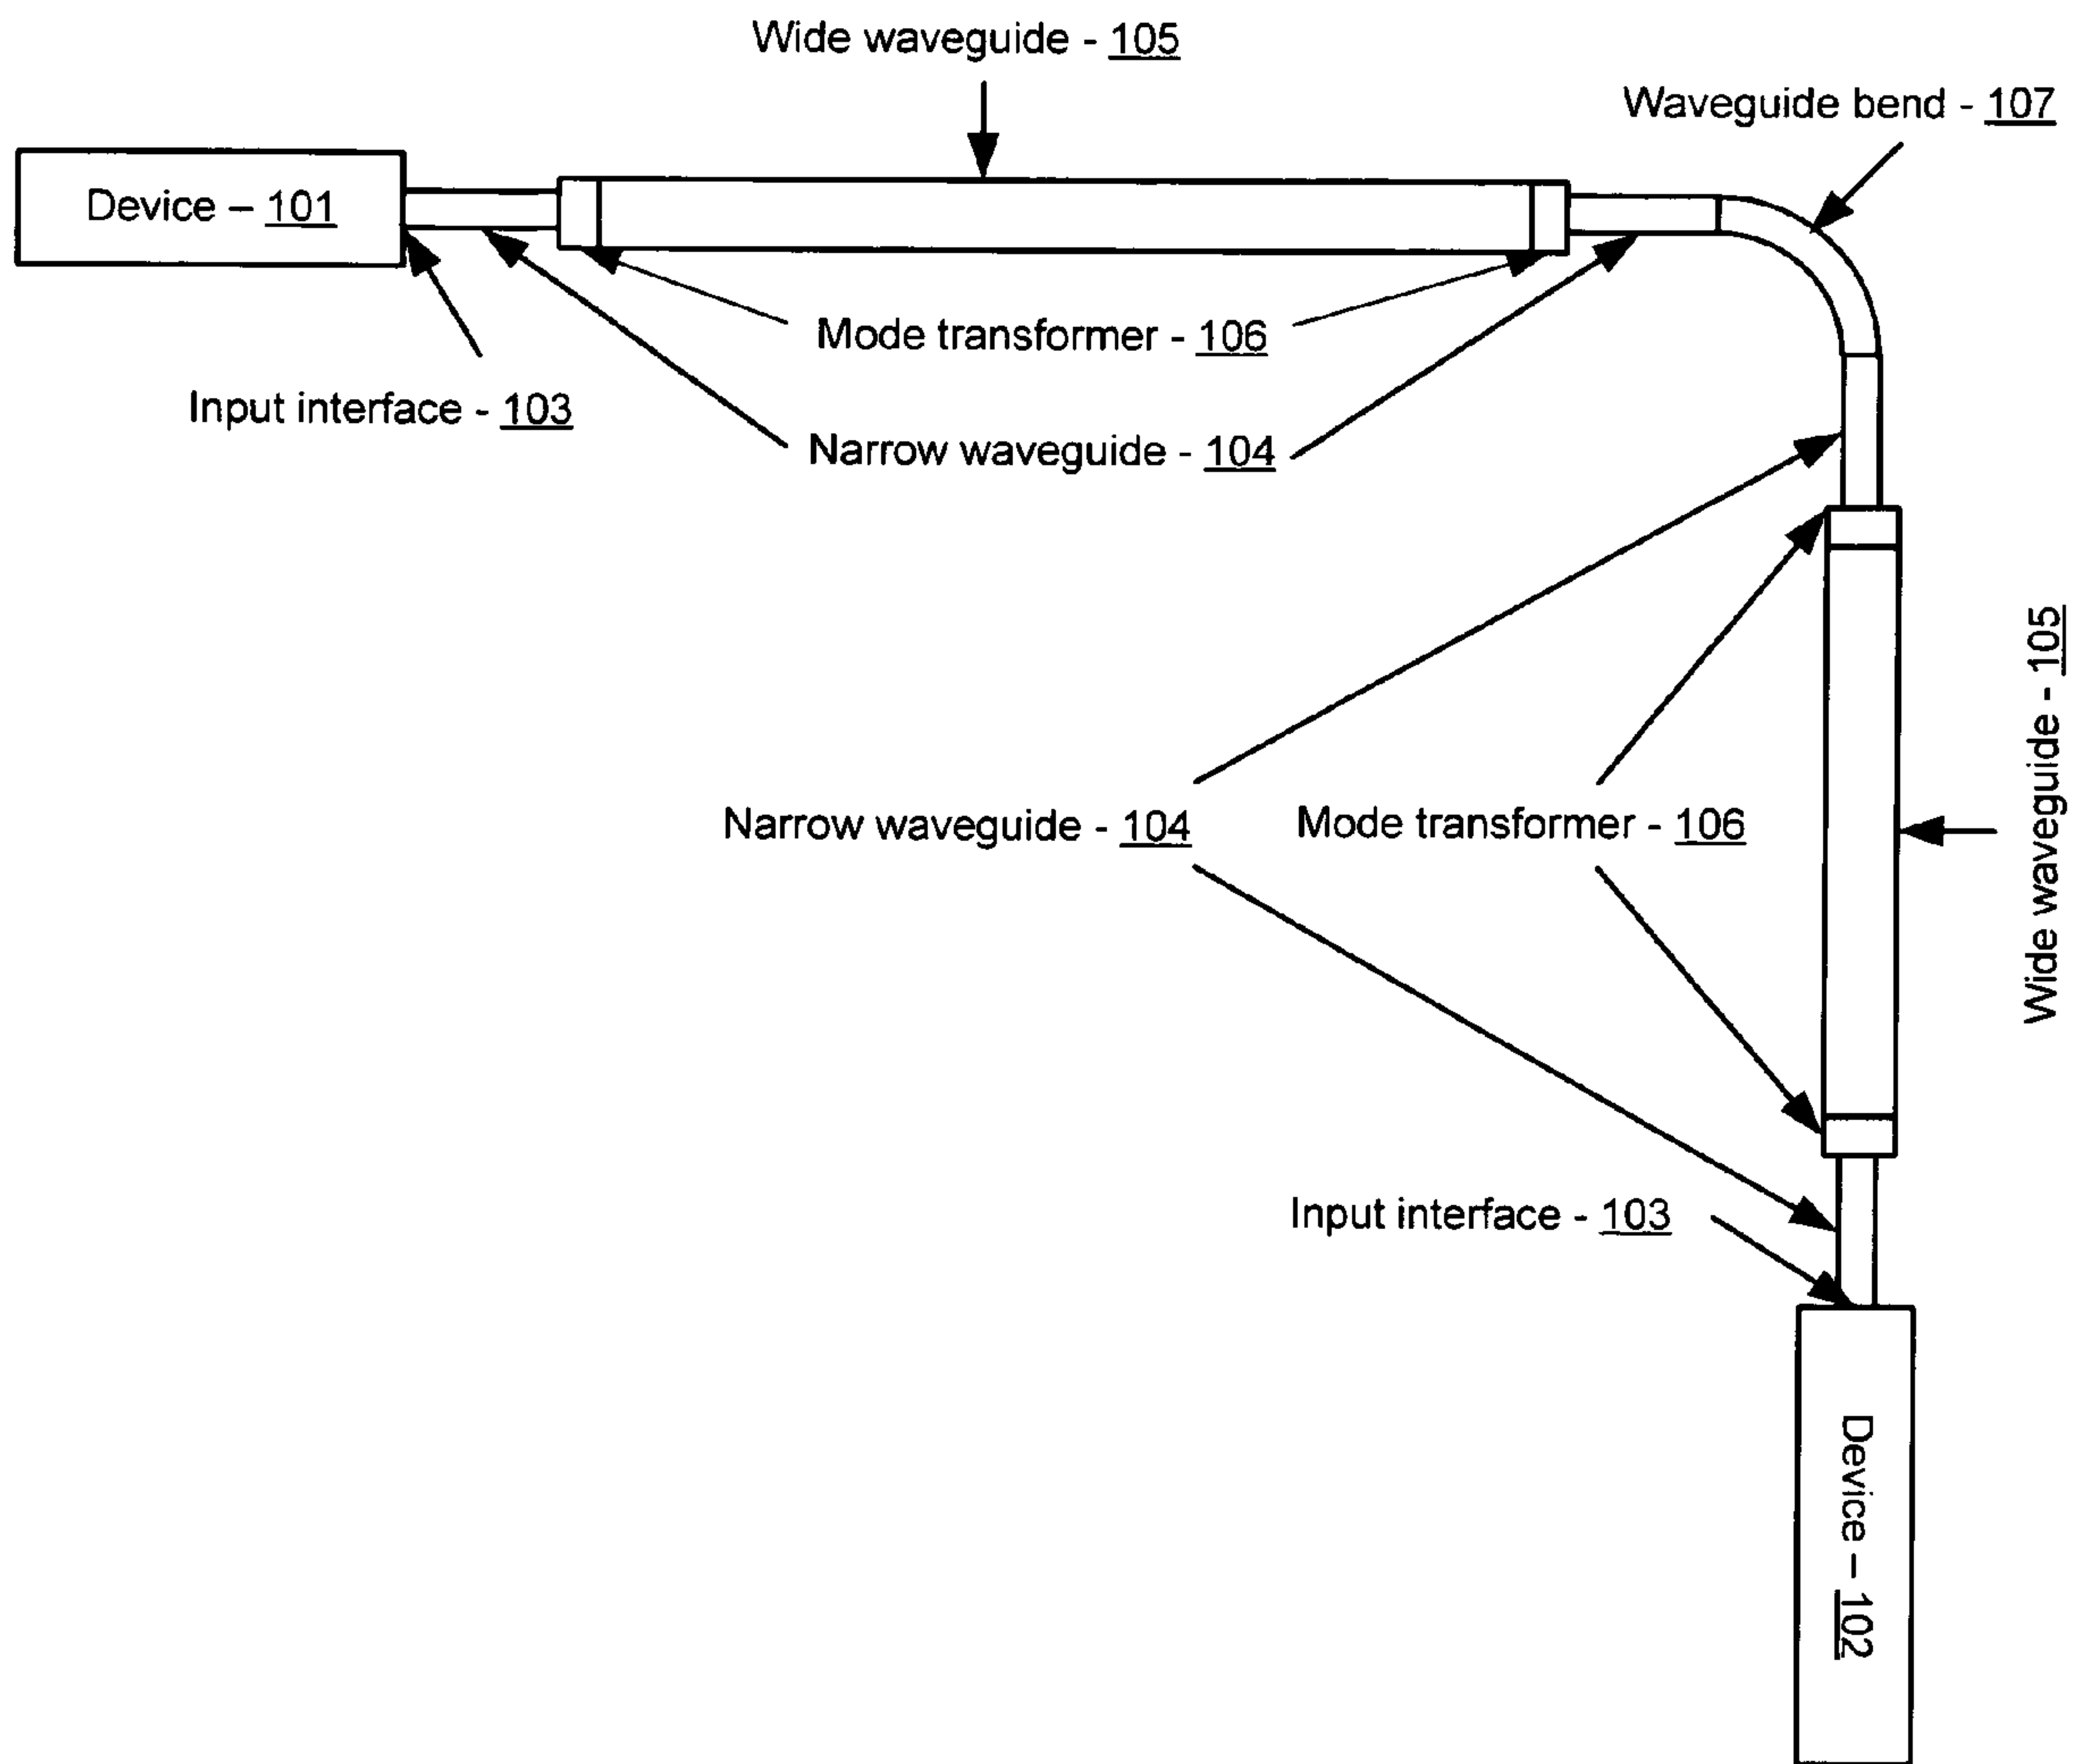 Wide waveguide - 105
Waveguide bend - 107
Device – 101
Mode transformer - 106
Input interface - 103
Narrow waveguide - 104
Wide waveguide - 105
Narrow waveguide - 104
Mode transformer - 106
Input interface - 103
Device – 102